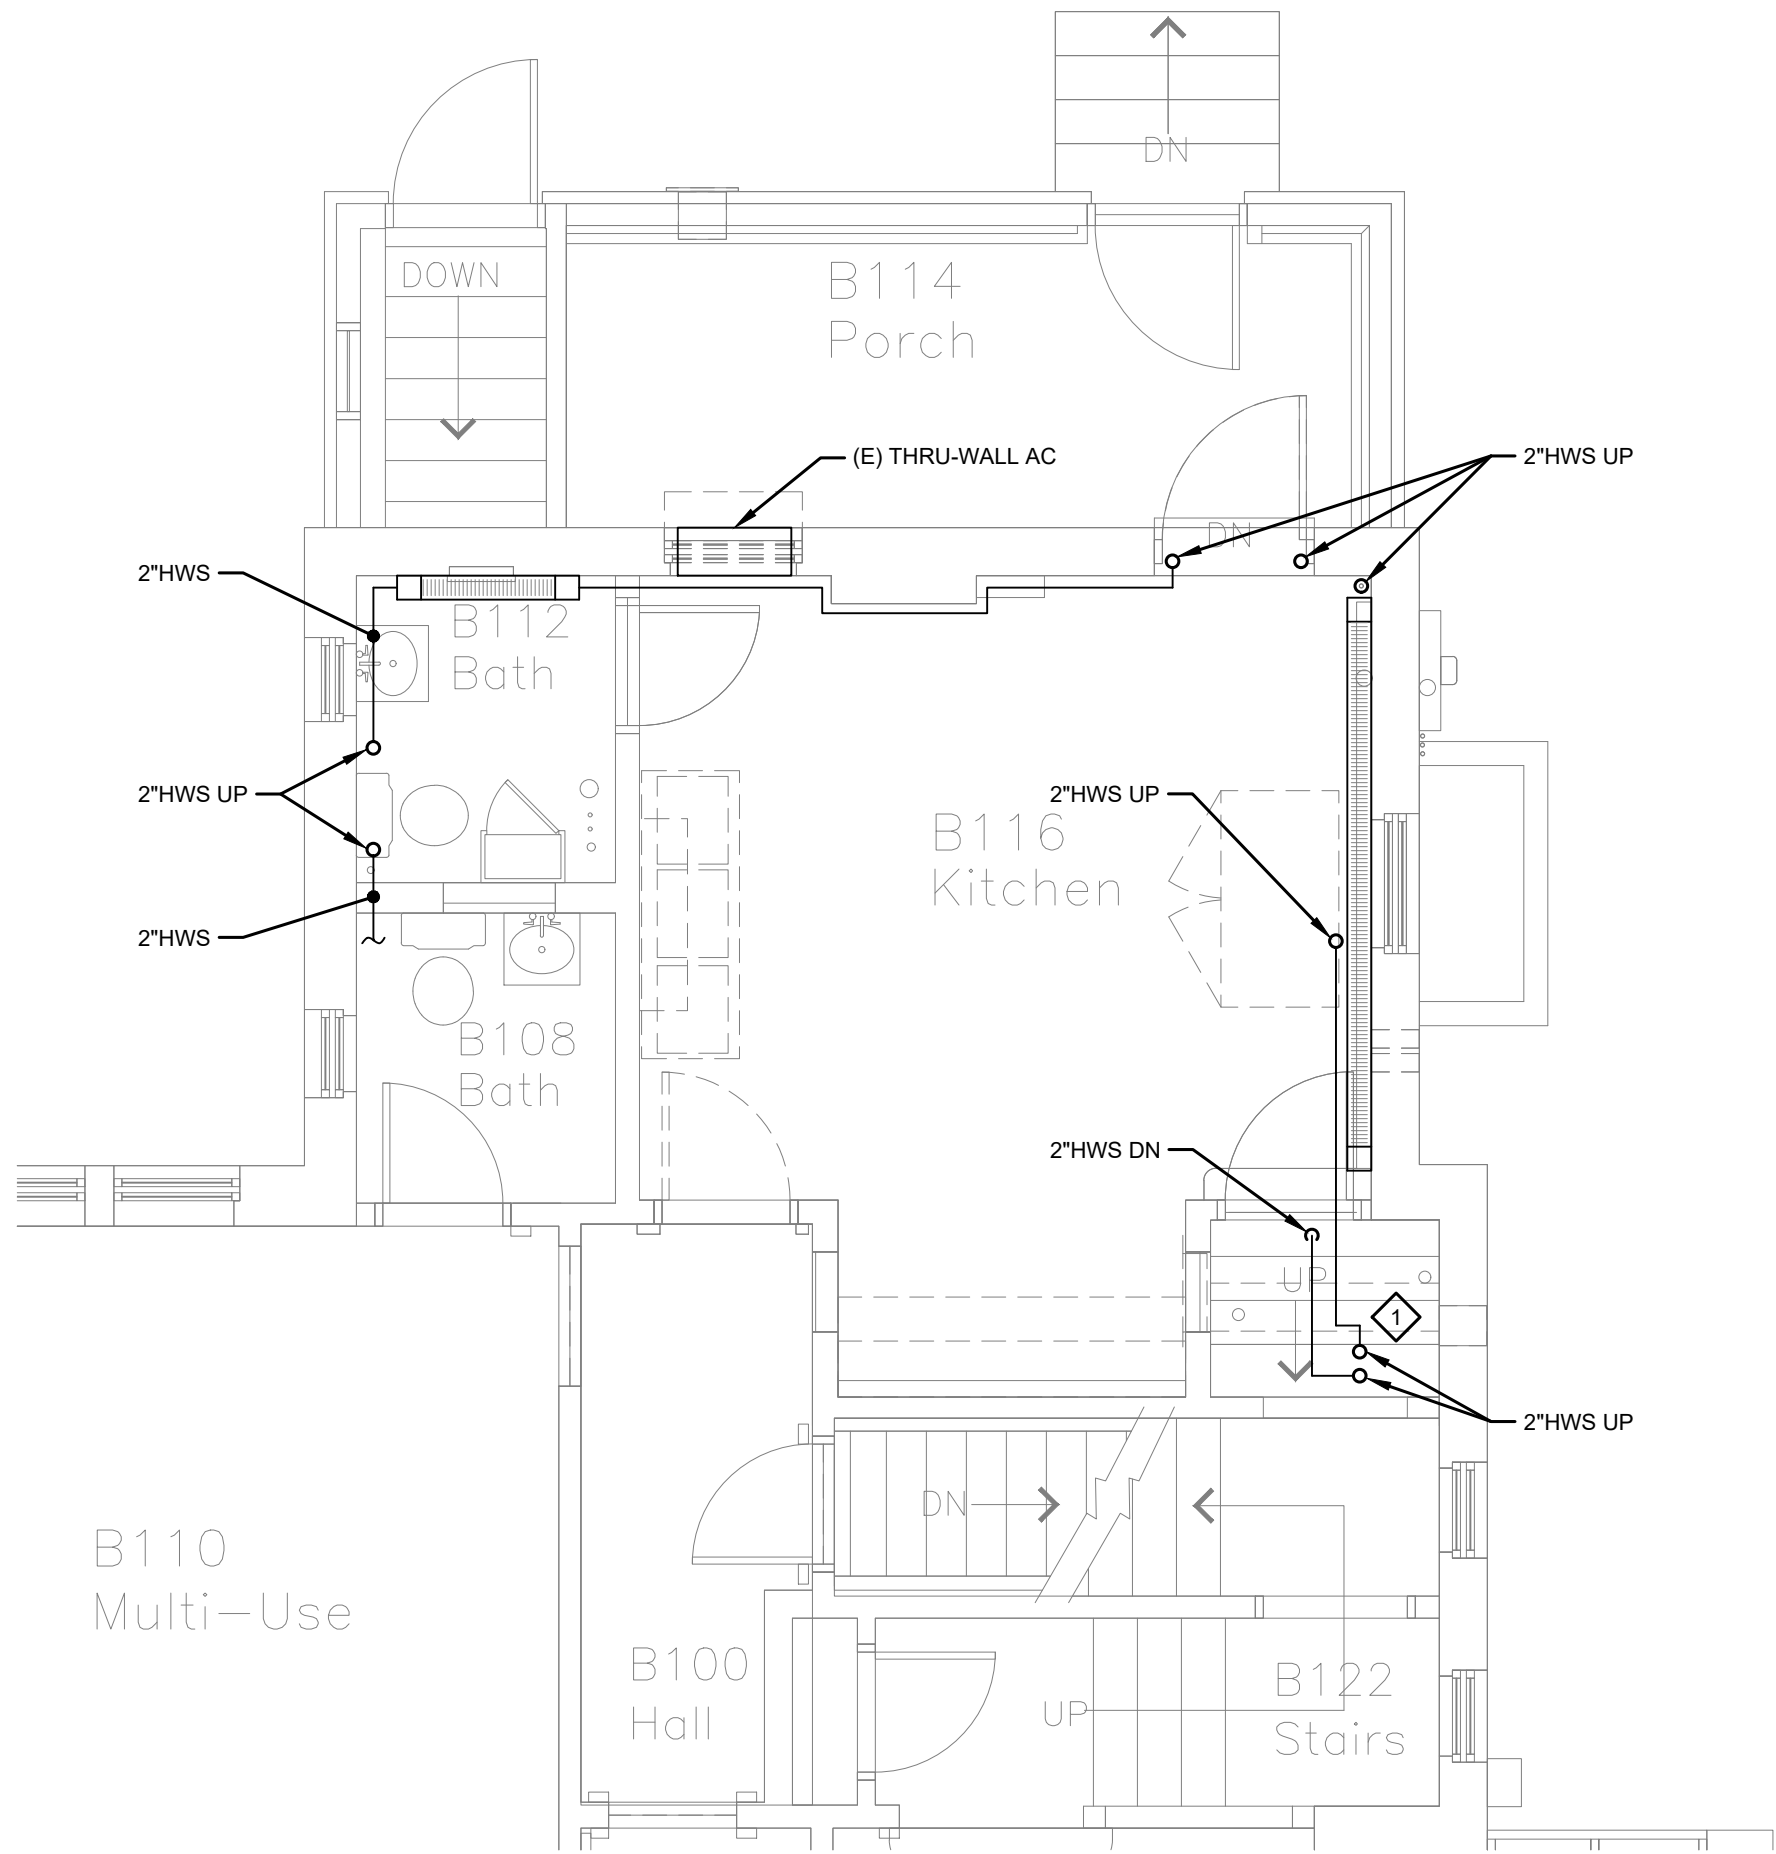 DN
DOWN
B114
Porch
(E) THRU-WALL AC
2"HWS UP
DN
2"HWS
B112
Bath
2"HWS UP
2"HWS UP
B116
Kitchen
2"HWS
B108
Bath
2"HWS DN
UP
1
2"HWS UP
DN
B110
Multi-Use
B100
Hall
UP
B122
Stairs